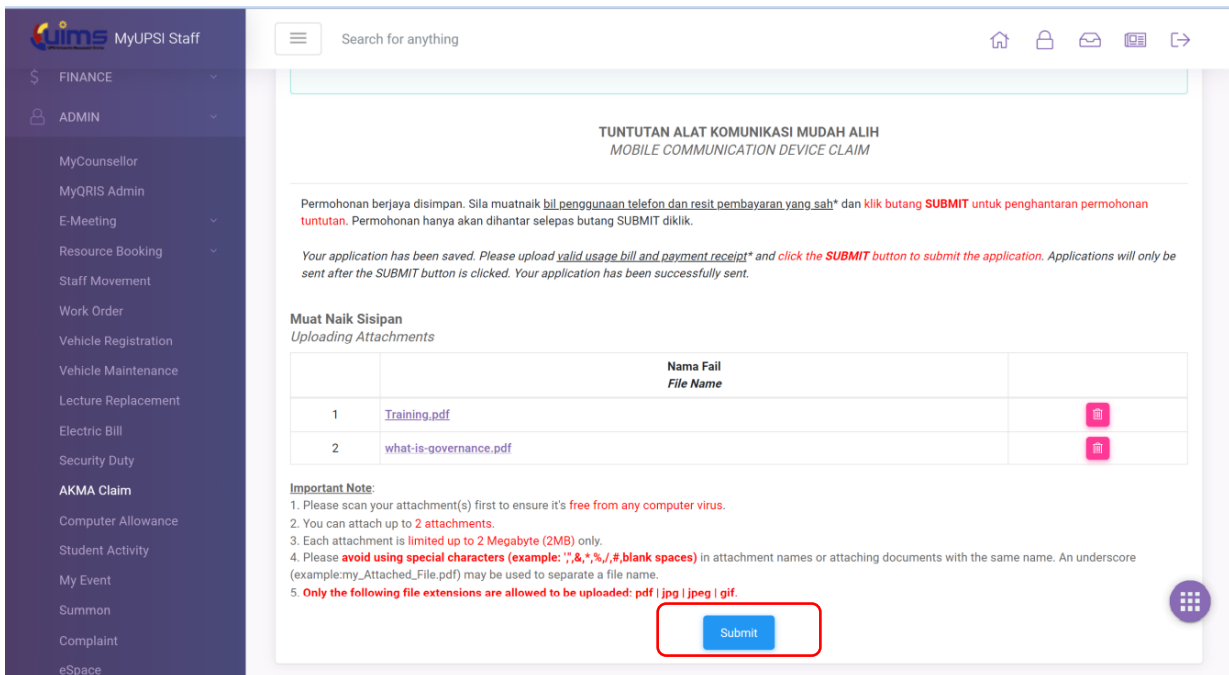 uims MyUPSI Staff
Search for anything
FINANCE
ADMIN
MyCounsellor
MyQRIS Admin
E-Meeting
Resource Booking
Staff Movement
Work Order
Vehicle Registration
Vehicle Maintenance
Lecture Replacement
Electric Bill
Security Duty
AKMA Claim
Computer Allowance
Student Activity
My Event
Summon
Complaint
eSpace
TUNTUTAN ALAT KOMUNIKASI MUDAH ALIH
MOBILE COMMUNICATION DEVICE CLAIM
Permohonan berjaya disimpan. Sila muatnaik bil penggunaan telefon dan resit pembayaran yang sah* dan klik butang SUBMIT untuk penghantaran permohonan
tuntutan. Permohonan hanya akan dihantar selepas butang SUBMIT diklik.
Your application has been saved. Please upload valid usage bill and payment receipt* and click the SUBMIT button to submit the application. Applications will only be
sent after the SUBMIT button is clicked. Your application has been successfully sent.
Muat Naik Sisipan
Uploading Attachments
Nama Fail
File Name
1 Training.pdf
2 what-is-governance.pdf
Important Note:
1. Please scan your attachment(s) first to ensure it's free from any computer virus.
2. You can attach up to 2 attachments.
3. Each attachment is limited up to 2 Megabyte (2MB) only.
4. Please avoid using special characters (example: '",&,*,%,/,#,blank spaces) in attachment names or attaching documents with the same name. An underscore
(example:my_Attached_File.pdf) may be used to separate a file name.
5. Only the following file extensions are allowed to be uploaded: pdf | jpg | jpeg | gif.
Submit